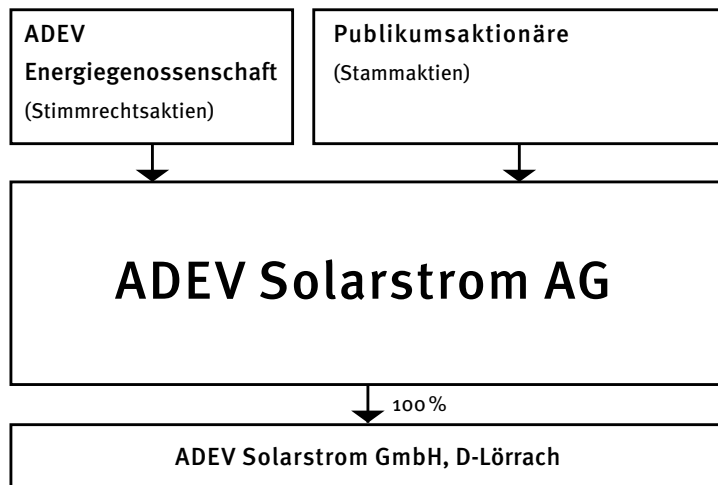 ADEV
Energiegenossenschaft
(Stimmrechtsaktien)
Publikumsaktionäre
(Stammaktien)
ADEV Solarstrom AG
100 %
ADEV Solarstrom GmbH, D-Lörrach